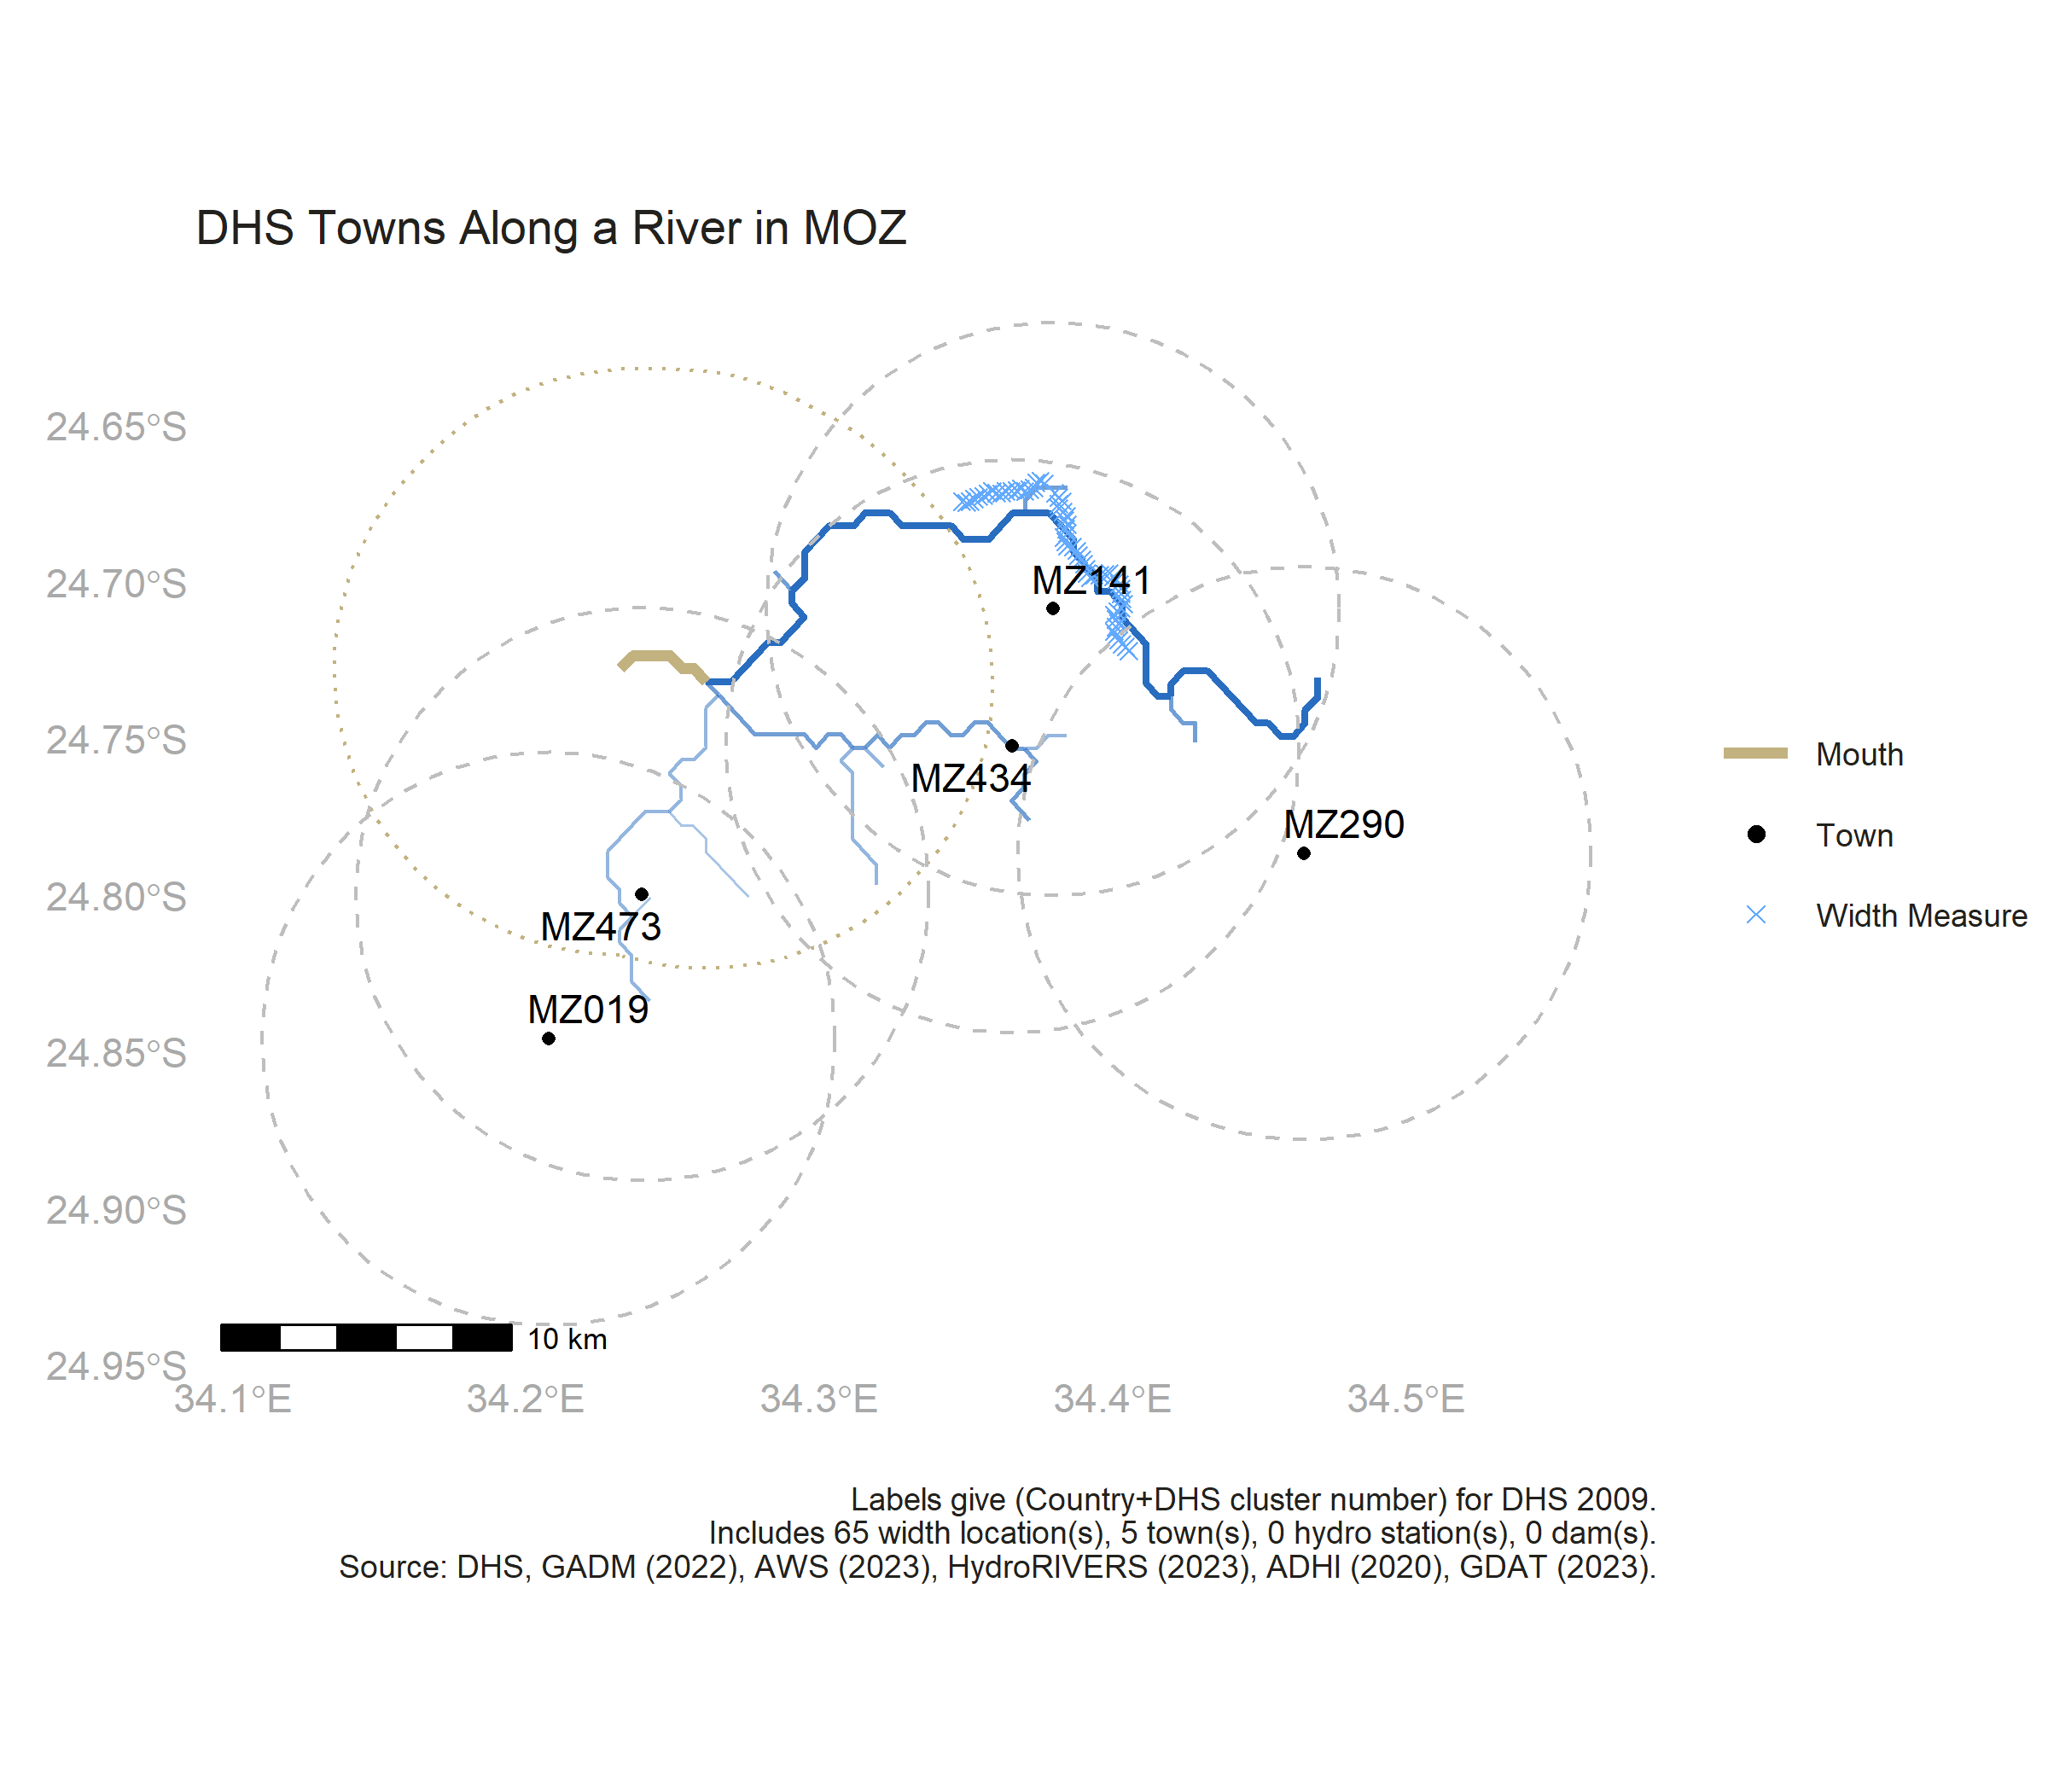 DHS Towns Along a River in MOZ
24.65°S
24.70°S
24.75°S
24.80°S
24.85°S
24.90°S
24.95°S
MZ141
MZ434
MZ290
MZ473
MZ019
Mouth
Town
Width Measure
10 km
34.1°E
34.2°E
34.3°E
34.4°E
34.5°E
Labels give (Country+DHS cluster number) for DHS 2009.
Includes 65 width location(s), 5 town(s), 0 hydro station(s), 0 dam(s).
Source: DHS, GADM (2022), AWS (2023), HydroRIVERS (2023), ADHI (2020), GDAT (2023).